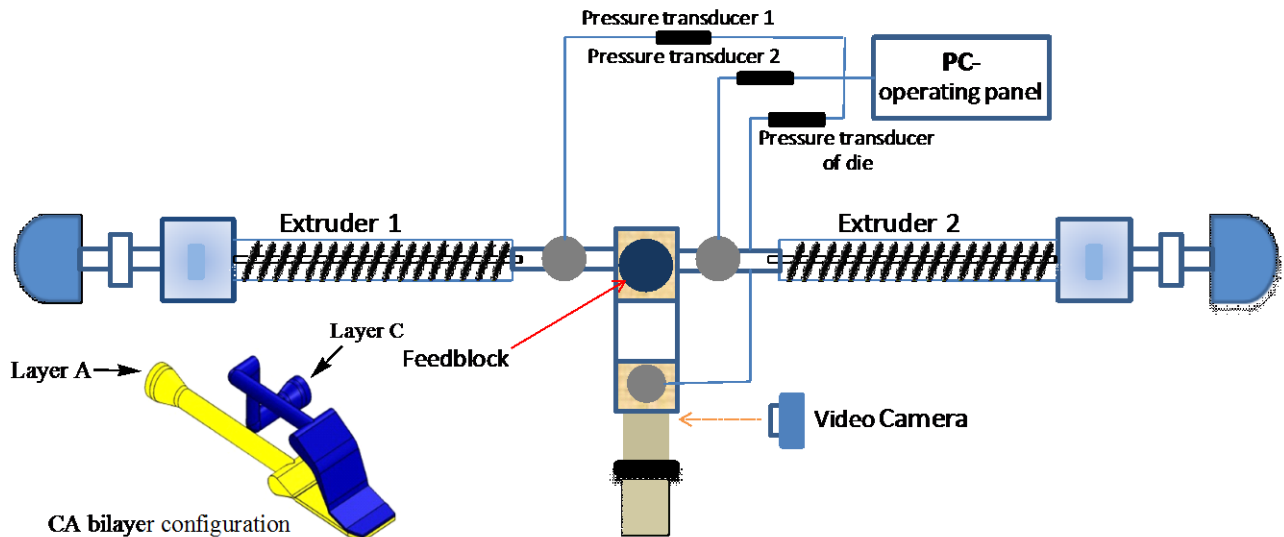 Pressure transducer 1
Pressure transducer 2
PC-
operating panel
Pressure transducer
of die
Extruder 1
Extruder 2
Layer C
Layer A
Feedblock
Video Camera
CA bilayer configuration